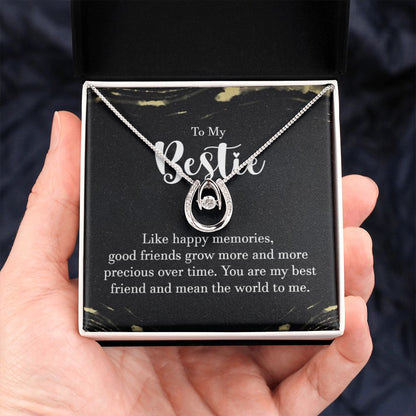 To My
Bestie
Like happy memories,
good friends grow more and more
precious over time. You are my best
friend and mean the world to me.